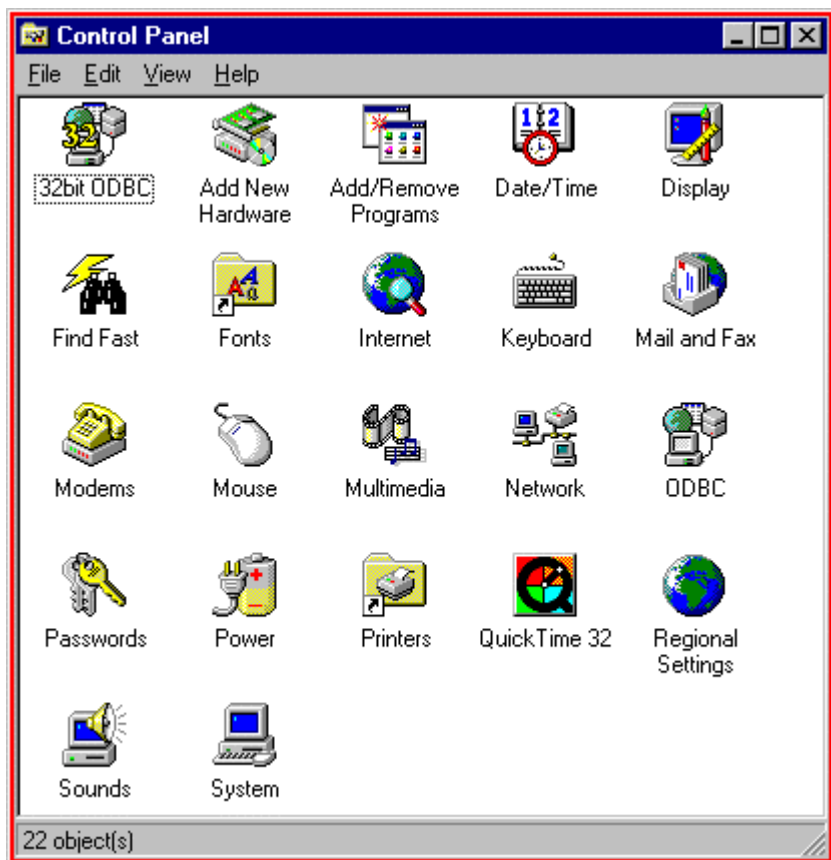 Control Panel
File Edit View Help
32bit ODBC
Add New
Hardware
Add/Remove
Programs
Date/Time
Display
Find Fast
Fonts
Internet
Keyboard
Mail and Fax
Modems
Mouse
Multimedia
Network
ODBC
Passwords
Power
Printers
QuickTime 32
Regional
Settings
Sounds
System
22 object(s)